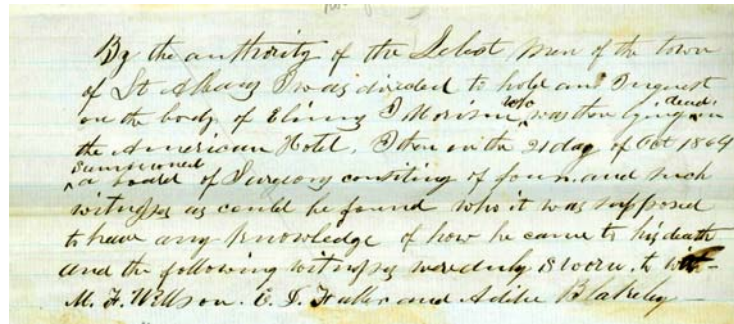 By the authority of the Select men of the town
of St Albans I was directed to hold and Inquest
on the body of Elinus J Morison who was then lying dead in
the American Hotel. I then on the 21 day of Oct 1864
summoned
a board of Surgeons consisting of four and such
witnesses as could be found who it was supposed
to have any knowledge of how he came to his death
and the following witnesses were duly sworn. to wit-
M. F. Willson. E. D. Fuller and Adilie Blakeley